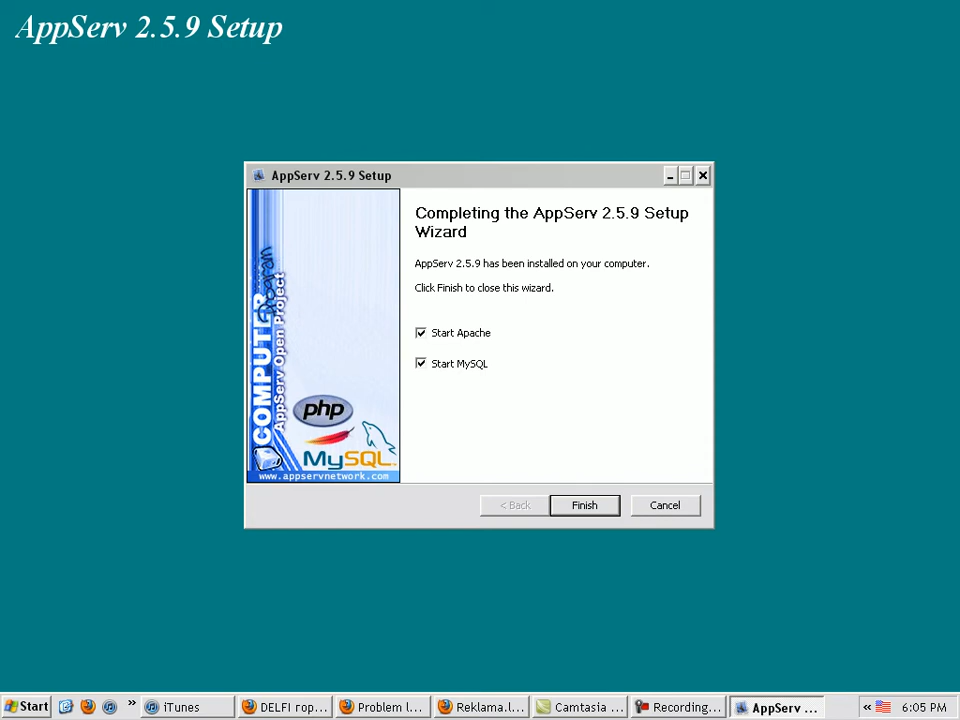 AppServ 2.5.9 Setup
AppServ 2.5.9 Setup
Completing the AppServ 2.5.9 Setup
Wizard
AppServ 2.5.9 has been installed on your computer.
Click Finish to close this wizard.
Start Apache
Start MySQL
COMPUTER
Program
AppServ Open Project
php
MySQL
www.appservnetwork.com
< Back
Finish
Cancel
Start
»
iTunes
DELFI rop...
Problem l...
Reklama.l...
Camtasia ...
Recording...
AppServ ...
«
6:05 PM